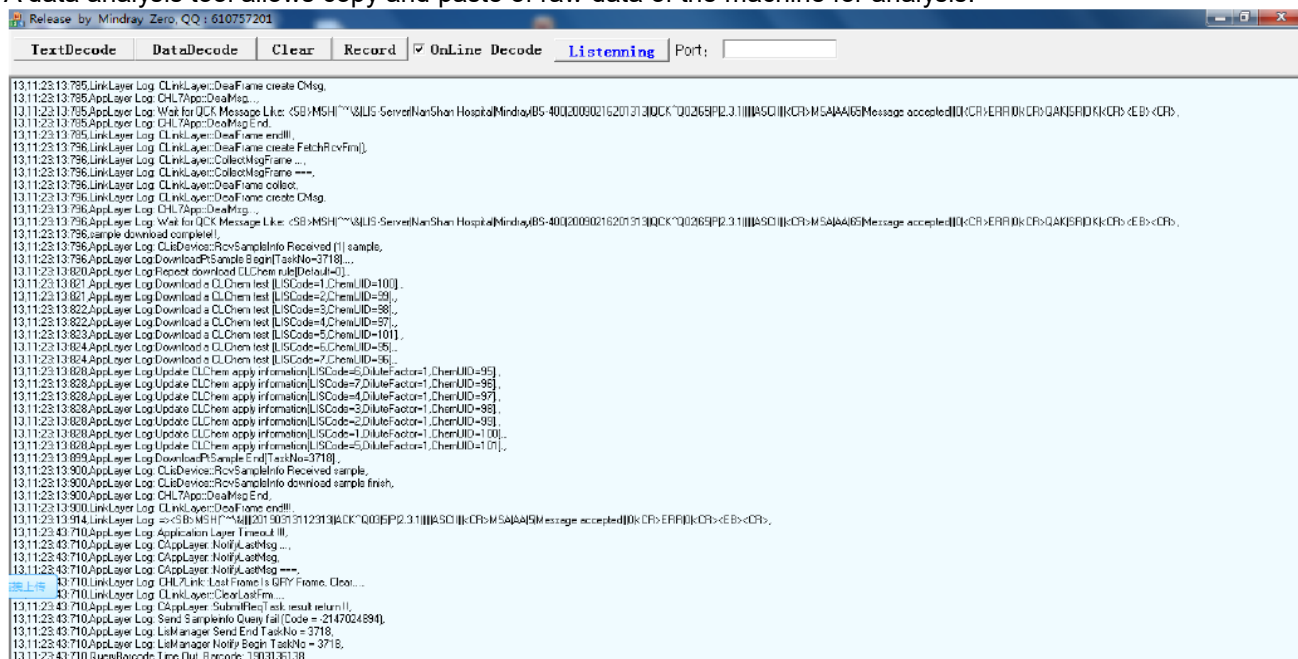 A data analysis tool allows copy and paste of raw data of the machine for analysis.
Release by Mindray Zero, QQ : 610757201
TextDecode DataDecode Clear Record OnLine Decode Listenning Port:
13,11:23:13:785,LinkLayer Log: CLinkLayer::DealFrame create CMsg,
13,11:23:13:785,AppLayer Log: CHL7App::DealMsg...,
13,11:23:13:785,AppLayer Log: Wait for QCK Message Like: <SB>MSH|^~\&|LIS-Server|NanShan Hospital|Mindray|BS-400|20090216201313||QCK^Q02|65|P|2.3.1||||||ASCII|||<CR>MSA|AA|65|Message accepted|||0|<CR>ERR|0|<CR>QAK|SR|OK|<CR><EB><CR>,
13,11:23:13:785,AppLayer Log: CHL7App::DealMsg End,
13,11:23:13:785,LinkLayer Log: CLinkLayer::DealFrame end!!!,
13,11:23:13:796,LinkLayer Log: CLinkLayer::DealFrame create FetchRcvFrm(),
13,11:23:13:796,LinkLayer Log: CLinkLayer::CollectMsgFrame ...,
13,11:23:13:796,LinkLayer Log: CLinkLayer::CollectMsgFrame ===,
13,11:23:13:796,LinkLayer Log: CLinkLayer::DealFrame collect,
13,11:23:13:796,LinkLayer Log: CLinkLayer::DealFrame create CMsg,
13,11:23:13:796,AppLayer Log: CHL7App::DealMsg...,
13,11:23:13:796,AppLayer Log: Wait for QCK Message Like: <SB>MSH|^~\&|LIS-Server|NanShan Hospital|Mindray|BS-400|20090216201313||QCK^Q02|65|P|2.3.1||||||ASCII|||<CR>MSA|AA|65|Message accepted|||0|<CR>ERR|0|<CR>QAK|SR|OK|<CR><EB><CR>,
13,11:23:13:796,sample download complete!!,
13,11:23:13:796,AppLayer Log: CLisDevice::RcvSampleInfo Received (1) sample,
13,11:23:13:796,AppLayer Log:DownloadPtSample Begin[TaskNo=3718]...,
13,11:23:13:820,AppLayer Log:Repeat download CLChem rule[Default=0].,
13,11:23:13:821,AppLayer Log:Download a CLChem test [LISCode=1,ChemUID=100].,
13,11:23:13:821,AppLayer Log:Download a CLChem test [LISCode=2,ChemUID=99].,
13,11:23:13:822,AppLayer Log:Download a CLChem test [LISCode=3,ChemUID=98].,
13,11:23:13:822,AppLayer Log:Download a CLChem test [LISCode=4,ChemUID=97].,
13,11:23:13:823,AppLayer Log:Download a CLChem test [LISCode=5,ChemUID=101].,
13,11:23:13:824,AppLayer Log:Download a CLChem test [LISCode=6,ChemUID=95].,
13,11:23:13:824,AppLayer Log:Download a CLChem test [LISCode=7,ChemUID=96].,
13,11:23:13:828,AppLayer Log:Update CLChem apply information[LISCode=6,DiluteFactor=1,ChemUID=95].,
13,11:23:13:828,AppLayer Log:Update CLChem apply information[LISCode=7,DiluteFactor=1,ChemUID=96].,
13,11:23:13:828,AppLayer Log:Update CLChem apply information[LISCode=4,DiluteFactor=1,ChemUID=97].,
13,11:23:13:828,AppLayer Log:Update CLChem apply information[LISCode=3,DiluteFactor=1,ChemUID=98].,
13,11:23:13:828,AppLayer Log:Update CLChem apply information[LISCode=2,DiluteFactor=1,ChemUID=99].,
13,11:23:13:828,AppLayer Log:Update CLChem apply information[LISCode=1,DiluteFactor=1,ChemUID=100].,
13,11:23:13:828,AppLayer Log:Update CLChem apply information[LISCode=5,DiluteFactor=1,ChemUID=101].,
13,11:23:13:899,AppLayer Log:DownloadPtSample End[TaskNo=3718].,
13,11:23:13:900,AppLayer Log: CLisDevice::RcvSampleInfo Received sample,
13,11:23:13:900,AppLayer Log: CLisDevice::RcvSampleInfo download sample finish,
13,11:23:13:900,AppLayer Log: CHL7App::DealMsg End,
13,11:23:13:900,LinkLayer Log: CLinkLayer::DealFrame end!!!,
13,11:23:13:914,LinkLayer Log: =><SB>MSH|^~\&|||||20190313112313||ACK^Q03|5|P|2.3.1||||||ASCII|||<CR>MSA|AA|5|Message accepted|||0|<CR>ERR|0|<CR><EB><CR>,
13,11:23:43:710,AppLayer Log: Application Layer Timeout !!!,
13,11:23:43:710,AppLayer Log: CAppLayer::NotifyLastMsg ...,
13,11:23:43:710,AppLayer Log: CAppLayer::NotifyLastMsg,
13,11:23:43:710,AppLayer Log: CAppLayer::NotifyLastMsg ===,
43:710,LinkLayer Log: CHL7Link::Last Frame Is QRY Frame, Clear....
上传 43:710,LinkLayer Log: CLinkLayer::ClearLastFrm....
13,11:23:43:710,AppLayer Log: CAppLayer::SubmitReqTask result return !!,
13,11:23:43:710,AppLayer Log: Send Sampleinfo Query fail (Code = -2147024894),
13,11:23:43:710,AppLayer Log: LisManager Send End TaskNo = 3718,
13,11:23:43:710,AppLayer Log: LisManager Notify Begin TaskNo = 3718,
13,11:23:43:710,QueryBarcode Time Out, Barcode: 1903136138